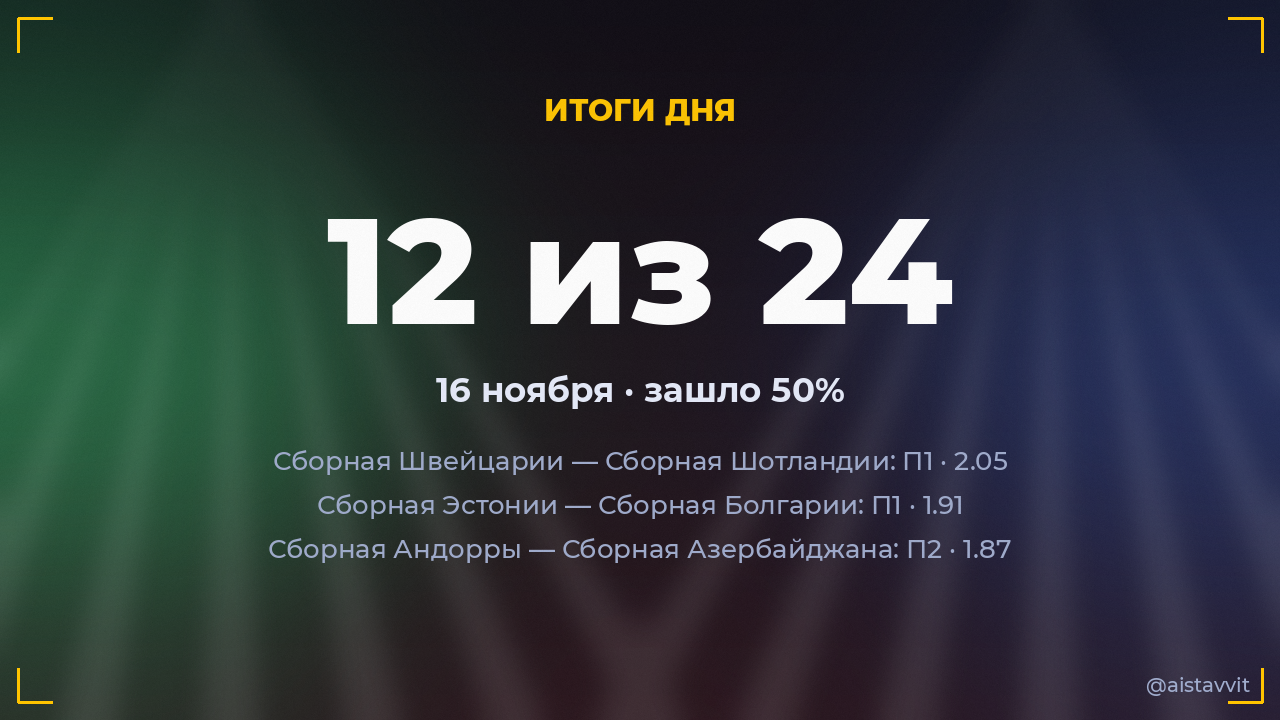 ИТОГИ ДНЯ
12 из 24
16 ноября · зашло 50%
Сборная Швейцарии — Сборная Шотландии: П1 · 2.05
Сборная Эстонии — Сборная Болгарии: П1 · 1.91
Сборная Андорры — Сборная Азербайджана: П2 · 1.87
@aistavvit